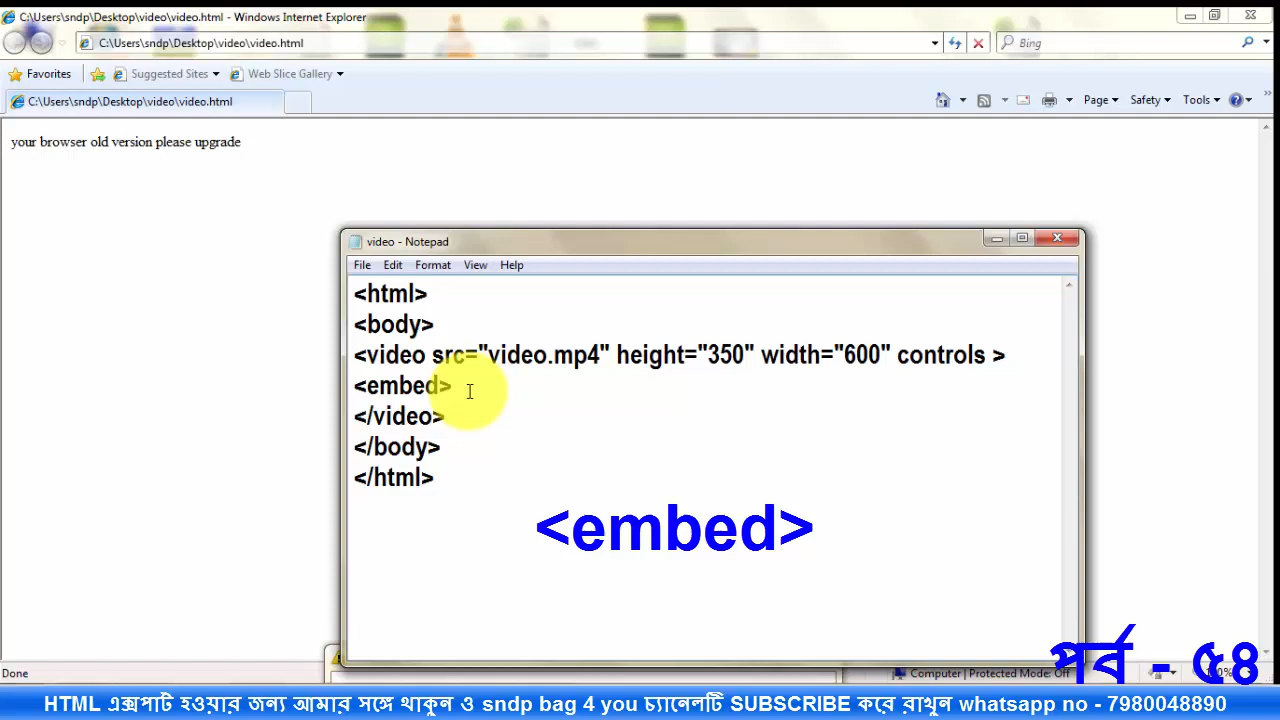 C:\Users\sndp\Desktop\video\video.html - Windows Internet Explorer
C:\Users\sndp\Desktop\video\video.html
Bing
Favorites Suggested Sites Web Slice Gallery
C:\Users\sndp\Desktop\video\video.html
Page Safety Tools
your browser old version please upgrade
video - Notepad
File Edit Format View Help
<html>
<body>
<video src="video.mp4" height="350" width="600" controls >
<embed>
</video>
</body>
</html>
<embed>
পর্ব - ৫৪
Done
Computer | Protected Mode: Off
HTML এক্সপার্ট হওয়ার জন্য আমার সঙ্গে থাকুন ও sndp bag 4 you চ্যানেলটি SUBSCRIBE করে রাখুন whatsapp no - 7980048890